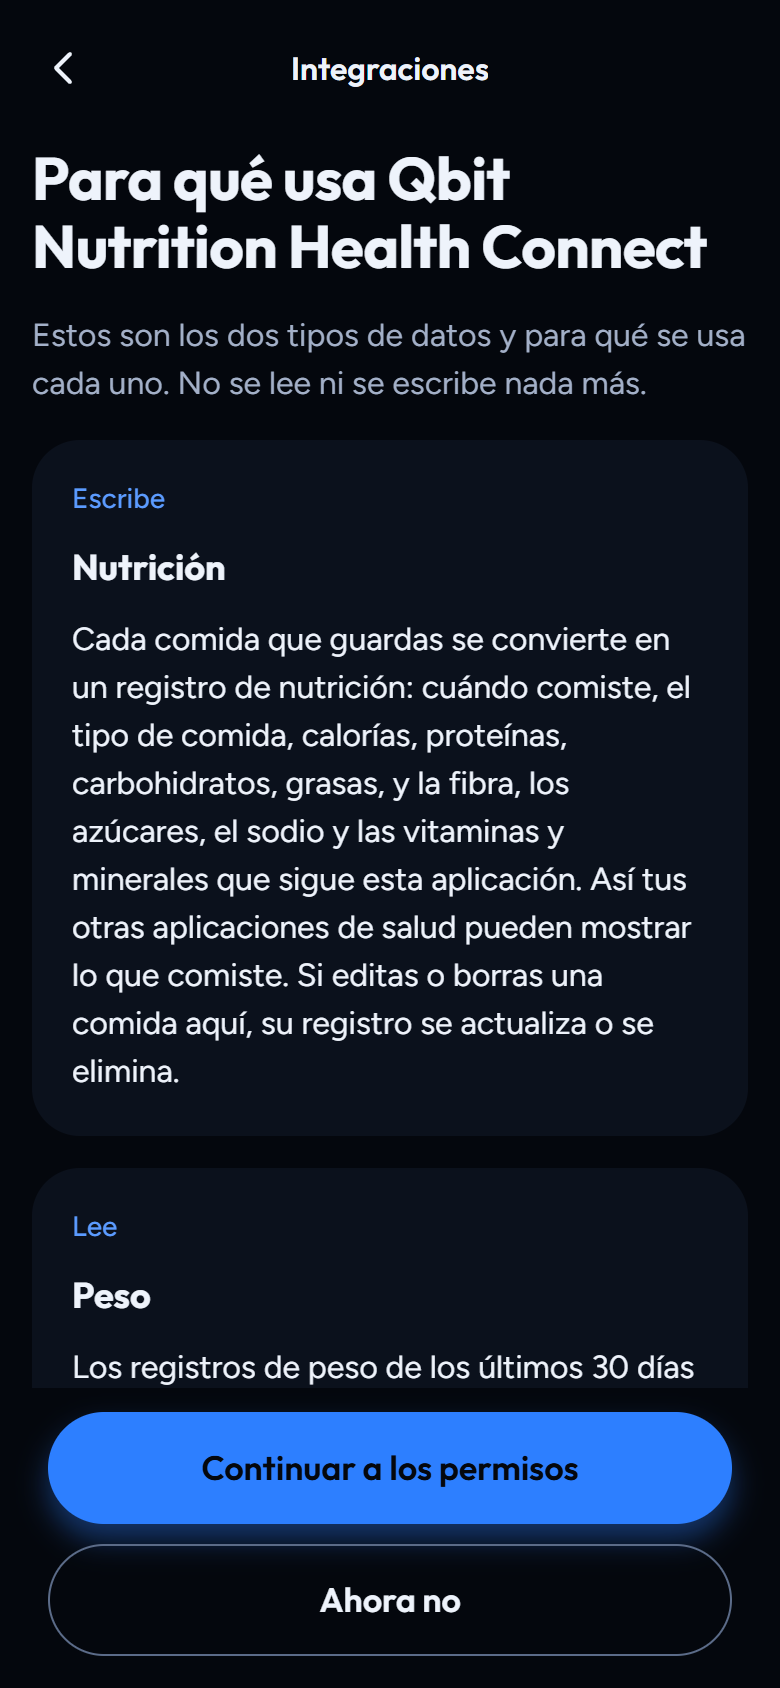 Integraciones
Para qué usa Qbit
Nutrition Health Connect
Estos son los dos tipos de datos y para qué se usa
cada uno. No se lee ni se escribe nada más.
Escribe
Nutrición
Cada comida que guardas se convierte en
un registro de nutrición: cuándo comiste, el
tipo de comida, calorías, proteínas,
carbohidratos, grasas, y la fibra, los
azúcares, el sodio y las vitaminas y
minerales que sigue esta aplicación. Así tus
otras aplicaciones de salud pueden mostrar
lo que comiste. Si editas o borras una
comida aquí, su registro se actualiza o se
elimina.
Lee
Peso
Los registros de peso de los últimos 30 días
Continuar a los permisos
Ahora no